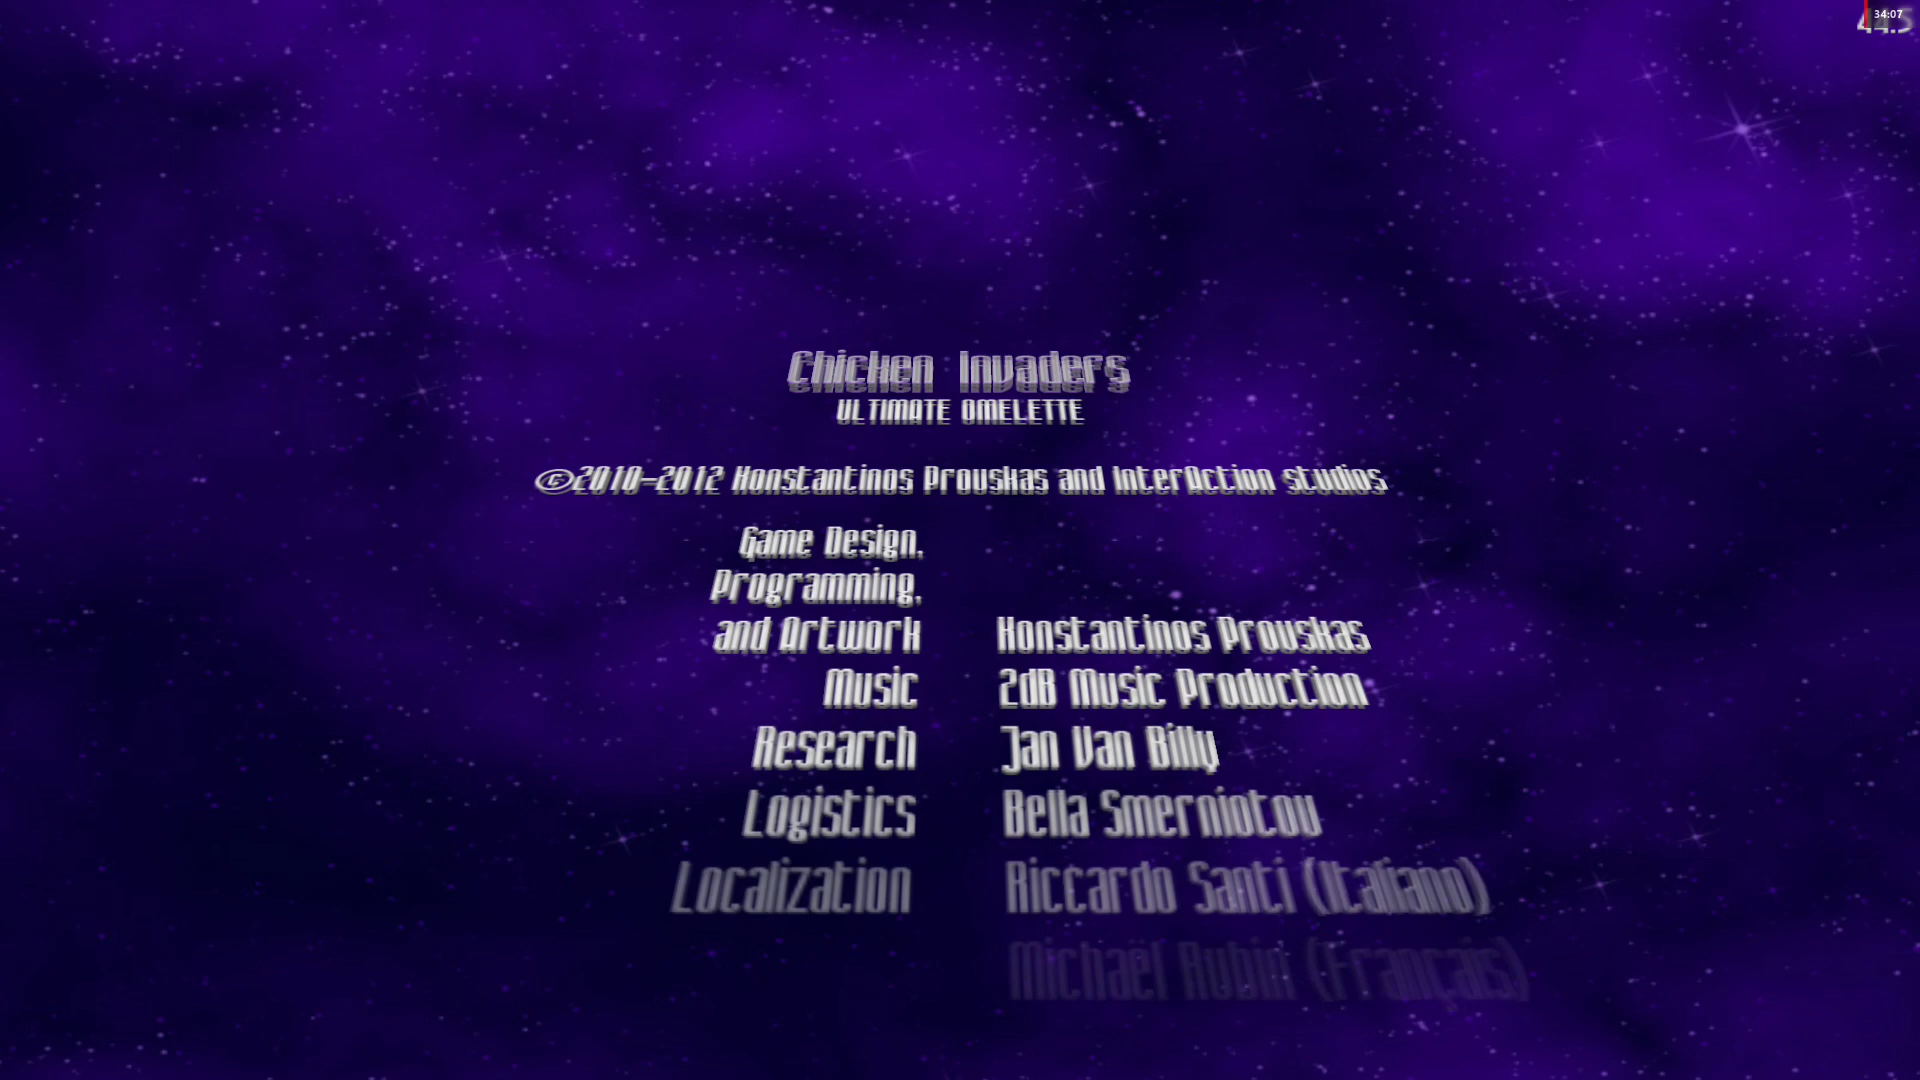 34:07
44.5
Chicken Invaders
ULTIMATE OMELETTE
©2010-2012 Konstantinos Prouskas and InterAction studios
Game Design,
Programming,
and Artwork Konstantinos Prouskas
Music 2dB Music Production
Research Jan Van Billy
Logistics Bella Smerniotou
Localization Riccardo Santi (Italiano)
Michaël Rubin (Français)